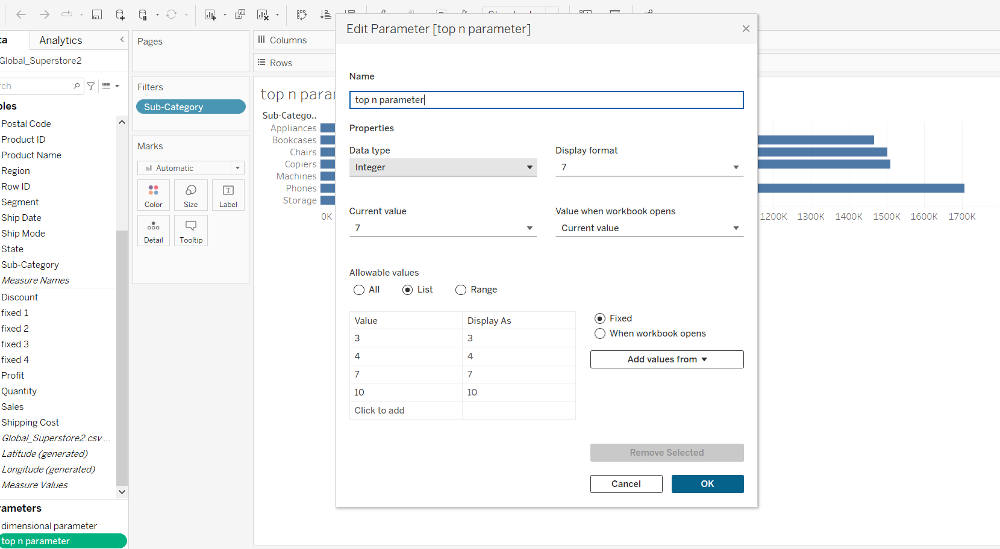 Edit Parameter [top n parameter]
ta
Analytics
Global_Superstore2
rch
bles
Postal Code
Product ID
Product Name
Region
Row ID
Segment
Ship Date
Ship Mode
State
Sub-Category
Measure Names
Discount
fixed 1
fixed 2
fixed 3
fixed 4
Profit
Quantity
Sales
Shipping Cost
Global_Superstore2.csv ...
Latitude (generated)
Longitude (generated)
Measure Values
rameters
dimensional parameter
top n parameter
Pages
Filters
Sub-Category
Marks
Automatic
Color
Size
Label
Detail
Tooltip
Columns
Rows
top n parar
Sub-Catego..
Appliances
Bookcases
Chairs
Copiers
Machines
Phones
Storage
0K
Name
top n parameter
Properties
Data type
Display format
Integer
7
Current value
Value when workbook opens
7
Current value
Allowable values
All
List
Range
Value
Display As
3
3
4
4
7
7
10
10
Click to add
Fixed
When workbook opens
Add values from
Remove Selected
Cancel
OK
1200K
1300K
1400K
1500K
1600K
1700K